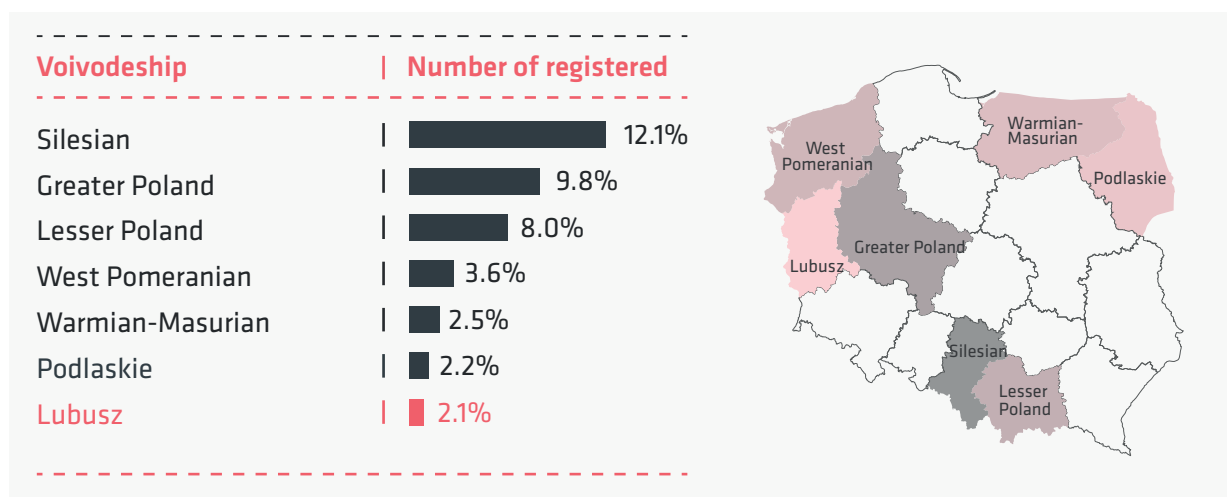 Voivodeship | Number of registered
Silesian | 12.1%
Greater Poland | 9.8%
Lesser Poland | 8.0%
West Pomeranian | 3.6%
Warmian-Masurian | 2.5%
Podlaskie | 2.2%
Lubusz | 2.1%
Warmian-
Masurian
West
Pomeranian
Podlaskie
Greater Poland
Lubusz
Silesian
Lesser
Poland